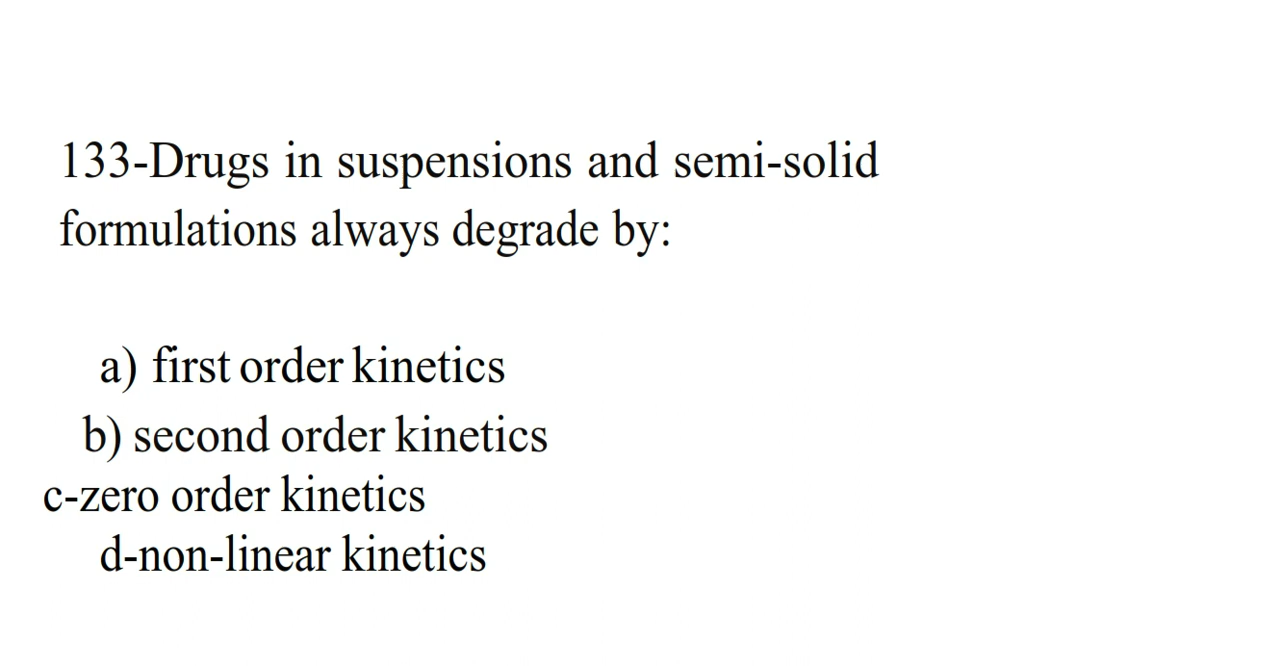 133-Drugs in suspensions and semi-solid
formulations always degrade by:
a) first order kinetics
b) second order kinetics
c-zero order kinetics
d-non-linear kinetics